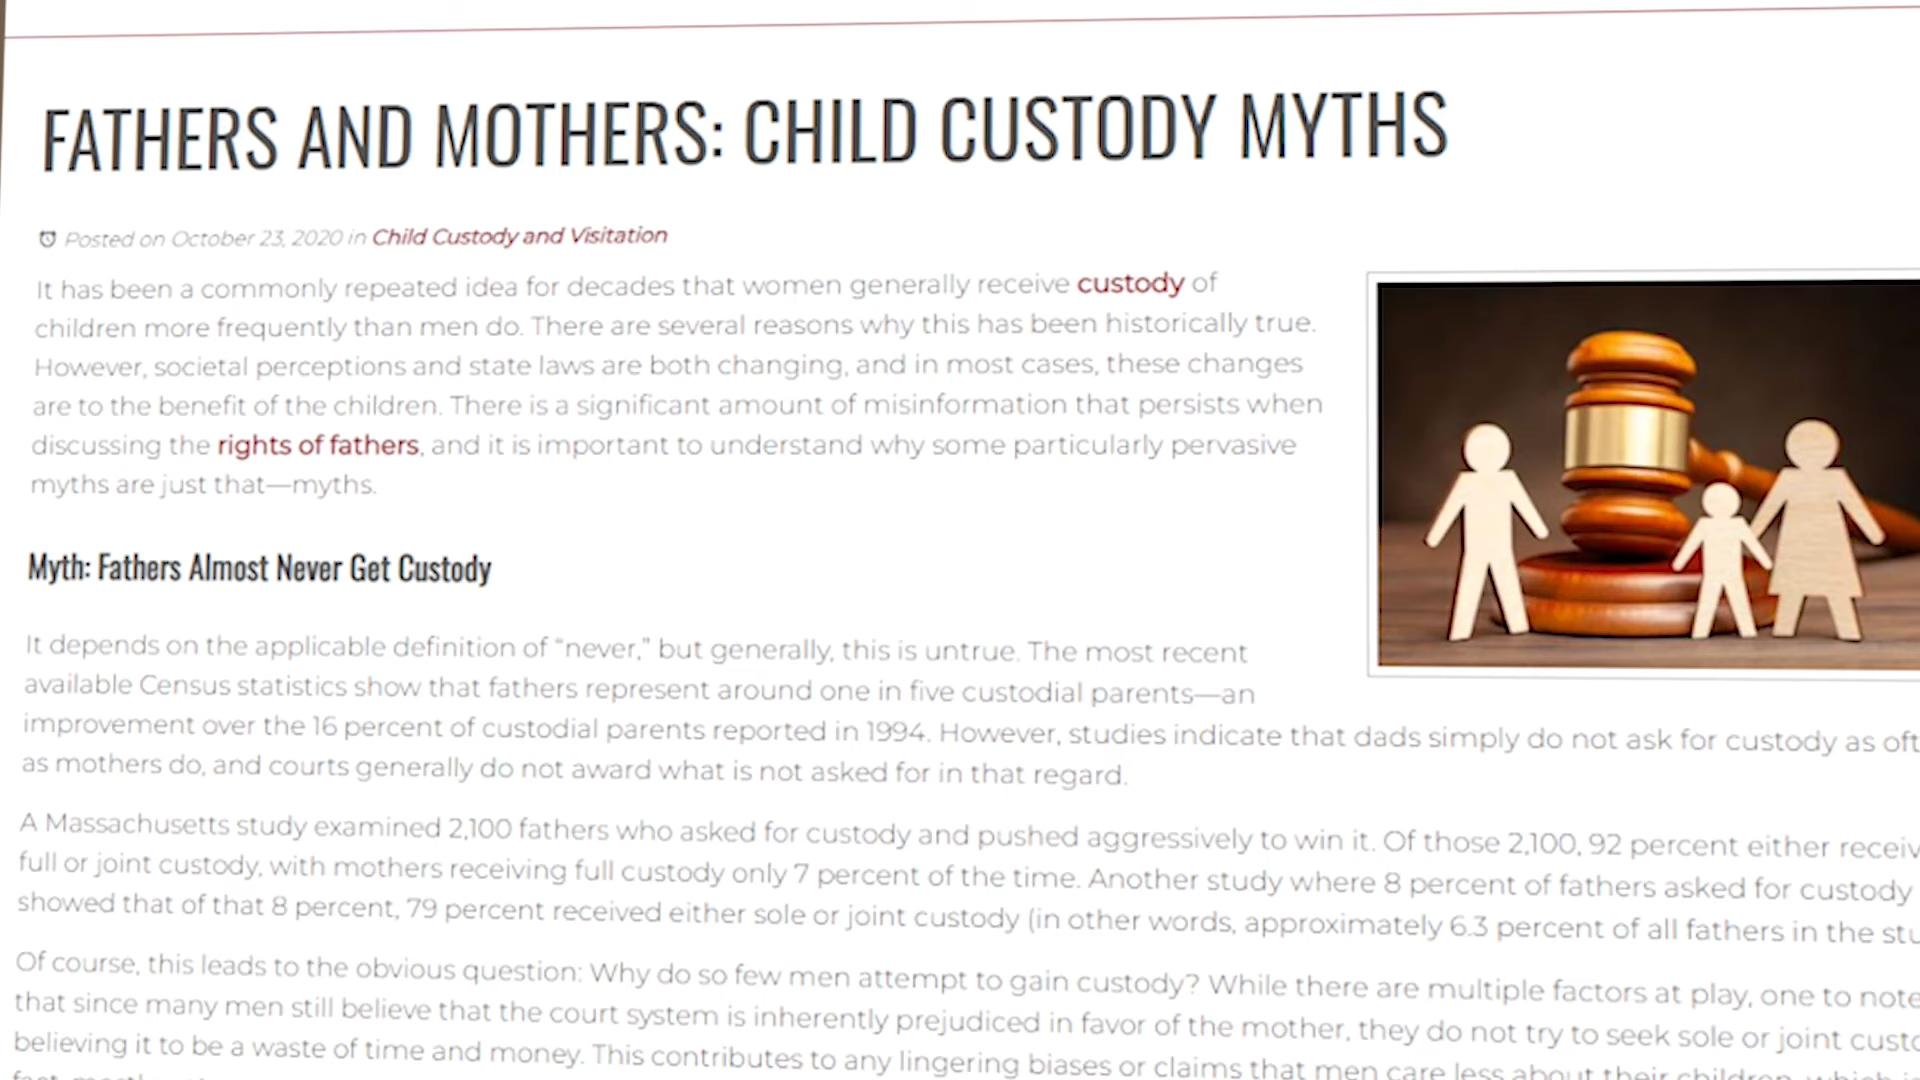 FATHERS AND MOTHERS: CHILD CUSTODY MYTHS
Posted on October 23, 2020 in Child Custody and Visitation
It has been a commonly repeated idea for decades that women generally receive custody of
children more frequently than men do. There are several reasons why this has been historically true.
However, societal perceptions and state laws are both changing, and in most cases, these changes
are to the benefit of the children. There is a significant amount of misinformation that persists when
discussing the rights of fathers, and it is important to understand why some particularly pervasive
myths are just that—myths.
Myth: Fathers Almost Never Get Custody
It depends on the applicable definition of “never,” but generally, this is untrue. The most recent
available Census statistics show that fathers represent around one in five custodial parents—an
improvement over the 16 percent of custodial parents reported in 1994. However, studies indicate that dads simply do not ask for custody as
as mothers do, and courts generally do not award what is not asked for in that regard.
A Massachusetts study examined 2,100 fathers who asked for custody and pushed aggressively to win it. Of those 2,100, 92 percent either
full or joint custody, with mothers receiving full custody only 7 percent of the time. Another study where 8 percent of fathers asked for custody
showed that of that 8 percent, 79 percent received either sole or joint custody (in other words, approximately 6.3 percent of all fathers in the
Of course, this leads to the obvious question: Why do so few men attempt to gain custody? While there are multiple factors at play, one to note
that since many men still believe that the court system is inherently prejudiced in favor of the mother, they do not try to seek sole or joint
believing it to be a waste of time and money. This contributes to any lingering biases or claims that men care less about their children, which